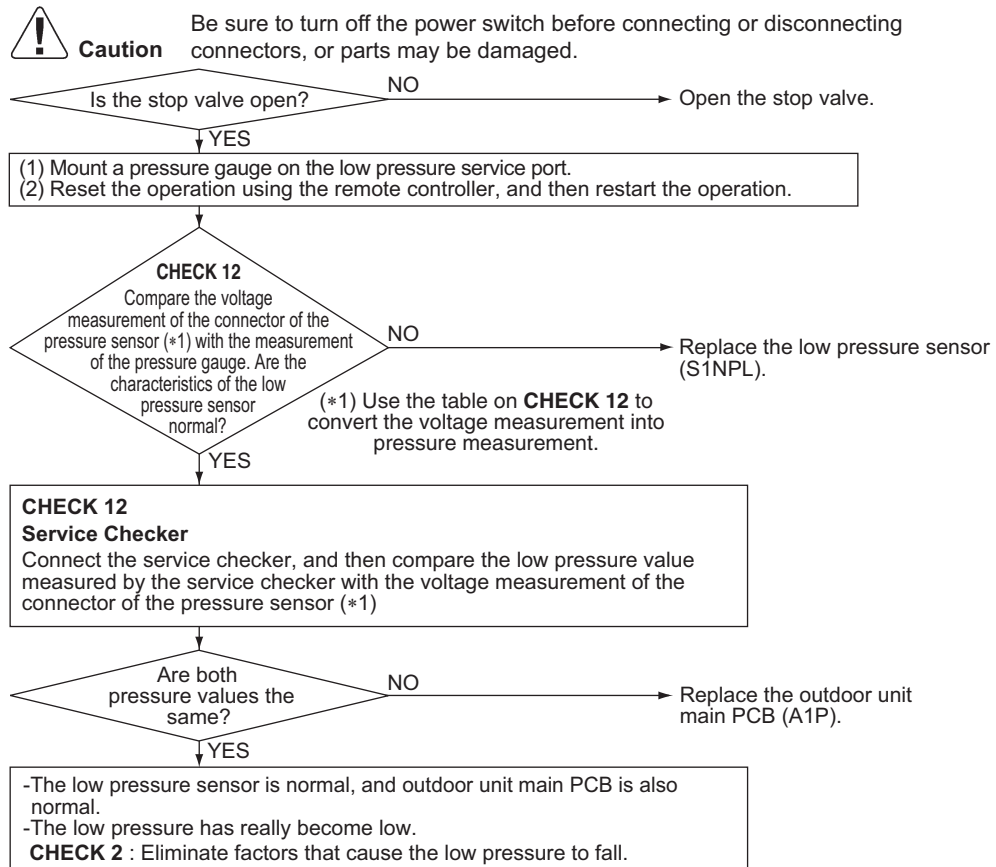 Be sure to turn off the power switch before connecting or disconnecting
Caution connectors, or parts may be damaged.
Is the stop valve open?
NO
Open the stop valve.
YES
(1) Mount a pressure gauge on the low pressure service port.
(2) Reset the operation using the remote controller, and then restart the operation.
CHECK 12
Compare the voltage
measurement of the connector of the
pressure sensor (*1) with the measurement
of the pressure gauge. Are the
characteristics of the low
pressure sensor
normal?
NO
Replace the low pressure sensor
(S1NPL).
(*1) Use the table on CHECK 12 to
convert the voltage measurement into
pressure measurement.
YES
CHECK 12
Service Checker
Connect the service checker, and then compare the low pressure value
measured by the service checker with the voltage measurement of the
connector of the pressure sensor (*1)
Are both
pressure values the
same?
NO
Replace the outdoor unit
main PCB (A1P).
YES
-The low pressure sensor is normal, and outdoor unit main PCB is also
normal.
-The low pressure has really become low.
CHECK 2 : Eliminate factors that cause the low pressure to fall.